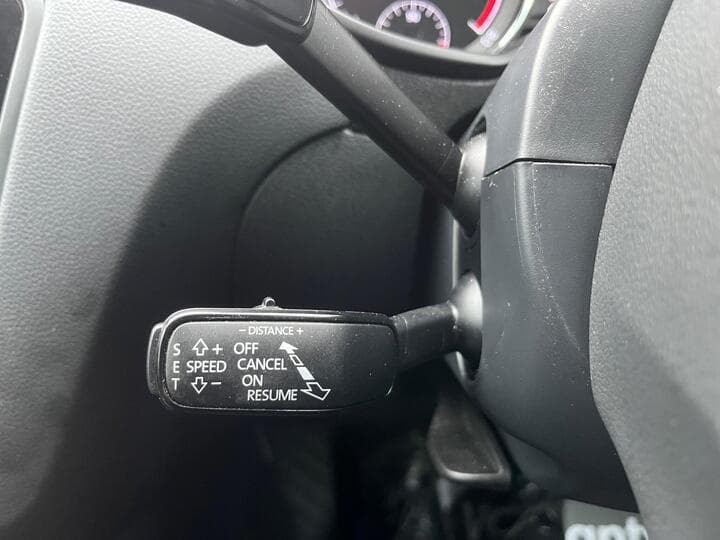 - DISTANCE +
S + OFF
E SPEED CANCEL
T - ON
RESUME